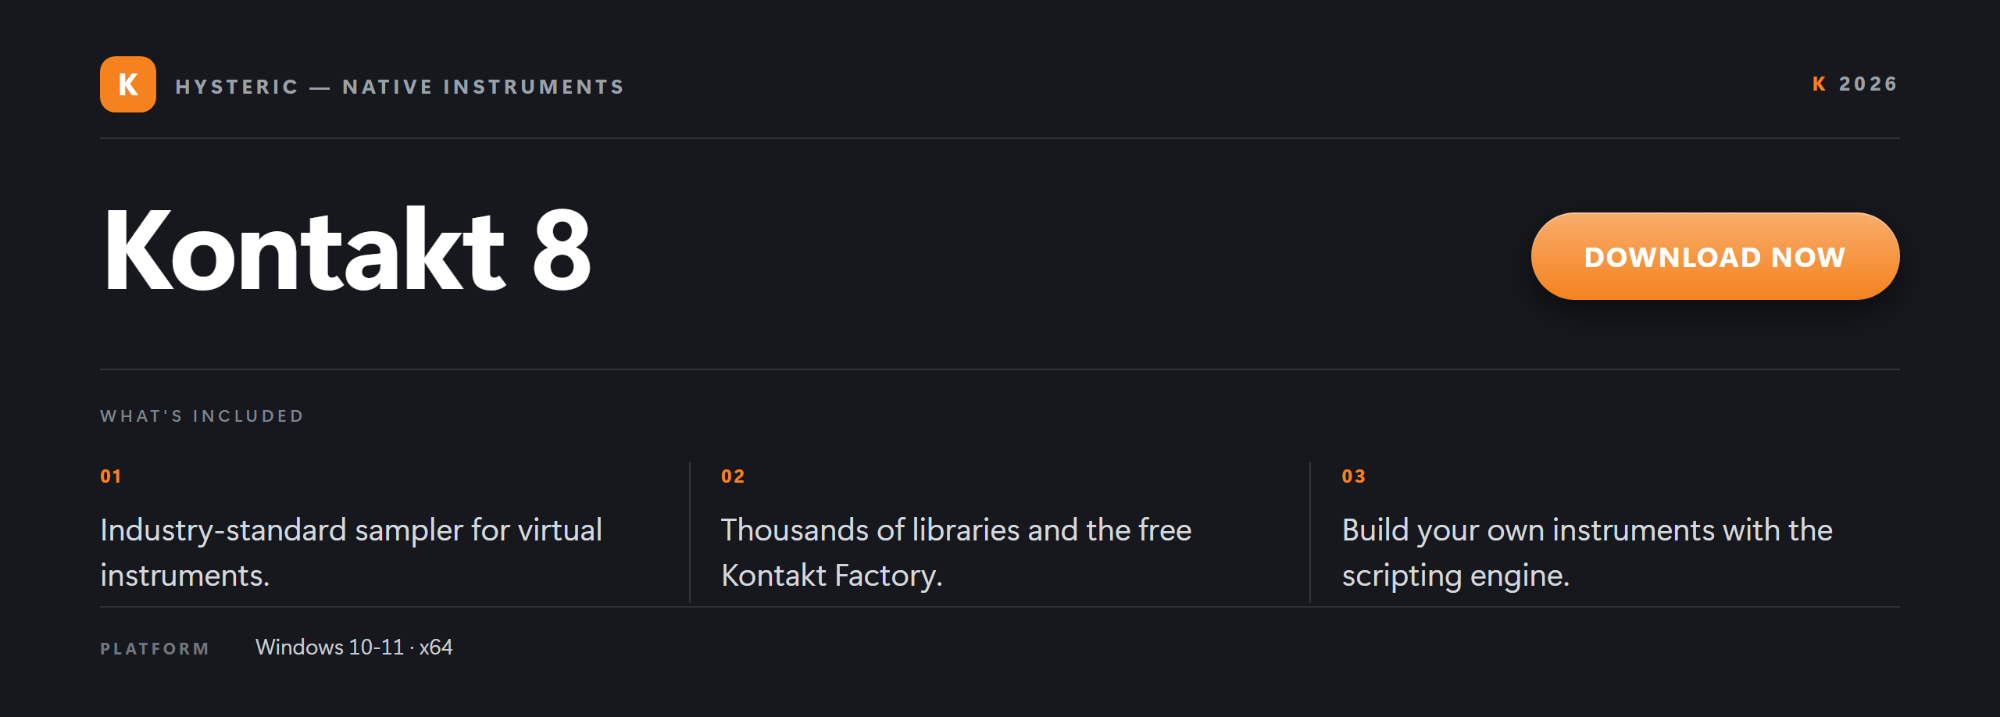 K HYSTERIC — NATIVE INSTRUMENTS
K 2026
Kontakt 8
DOWNLOAD NOW
WHAT'S INCLUDED
01
Industry-standard sampler for virtual
instruments.
02
Thousands of libraries and the free
Kontakt Factory.
03
Build your own instruments with the
scripting engine.
PLATFORM Windows 10-11 · x64